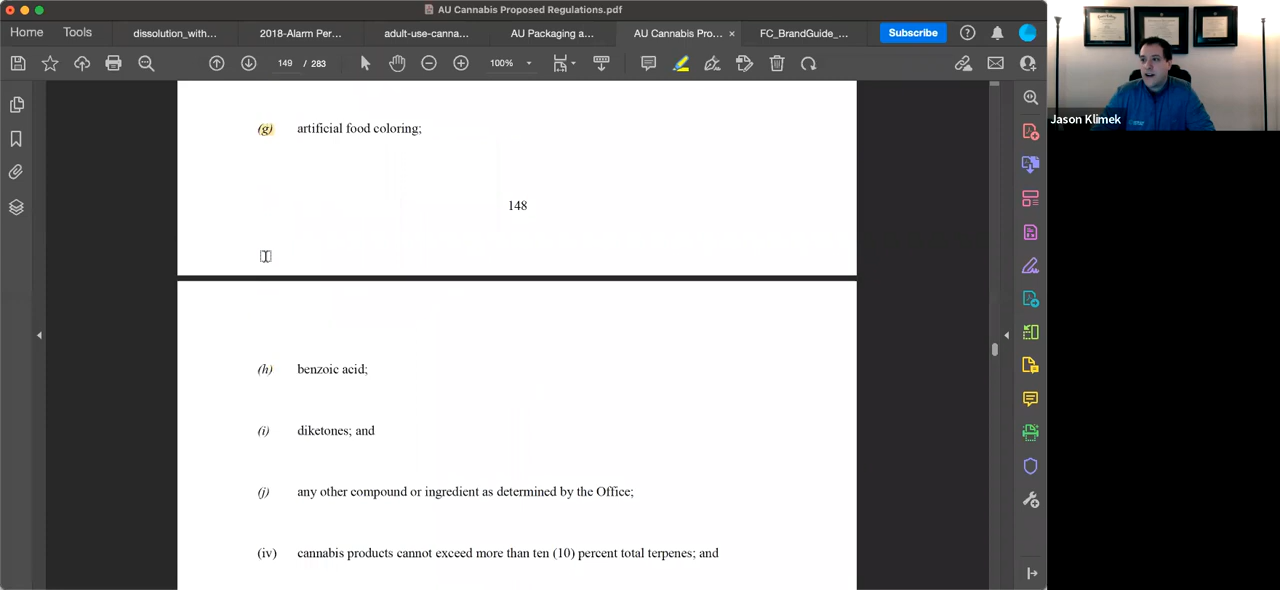 AU Cannabis Proposed Regulations.pdf
Home
Tools
dissolution_with...
2018-Alarm Per...
adult-use-canna...
AU Packaging a...
AU Cannabis Pro... ×
FC_BrandGuide_...
Subscribe
149 / 283
100%
Jason Klimek
(g) artificial food coloring;
148
(h) benzoic acid;
(i) diketones; and
(j) any other compound or ingredient as determined by the Office;
(iv) cannabis products cannot exceed more than ten (10) percent total terpenes; and